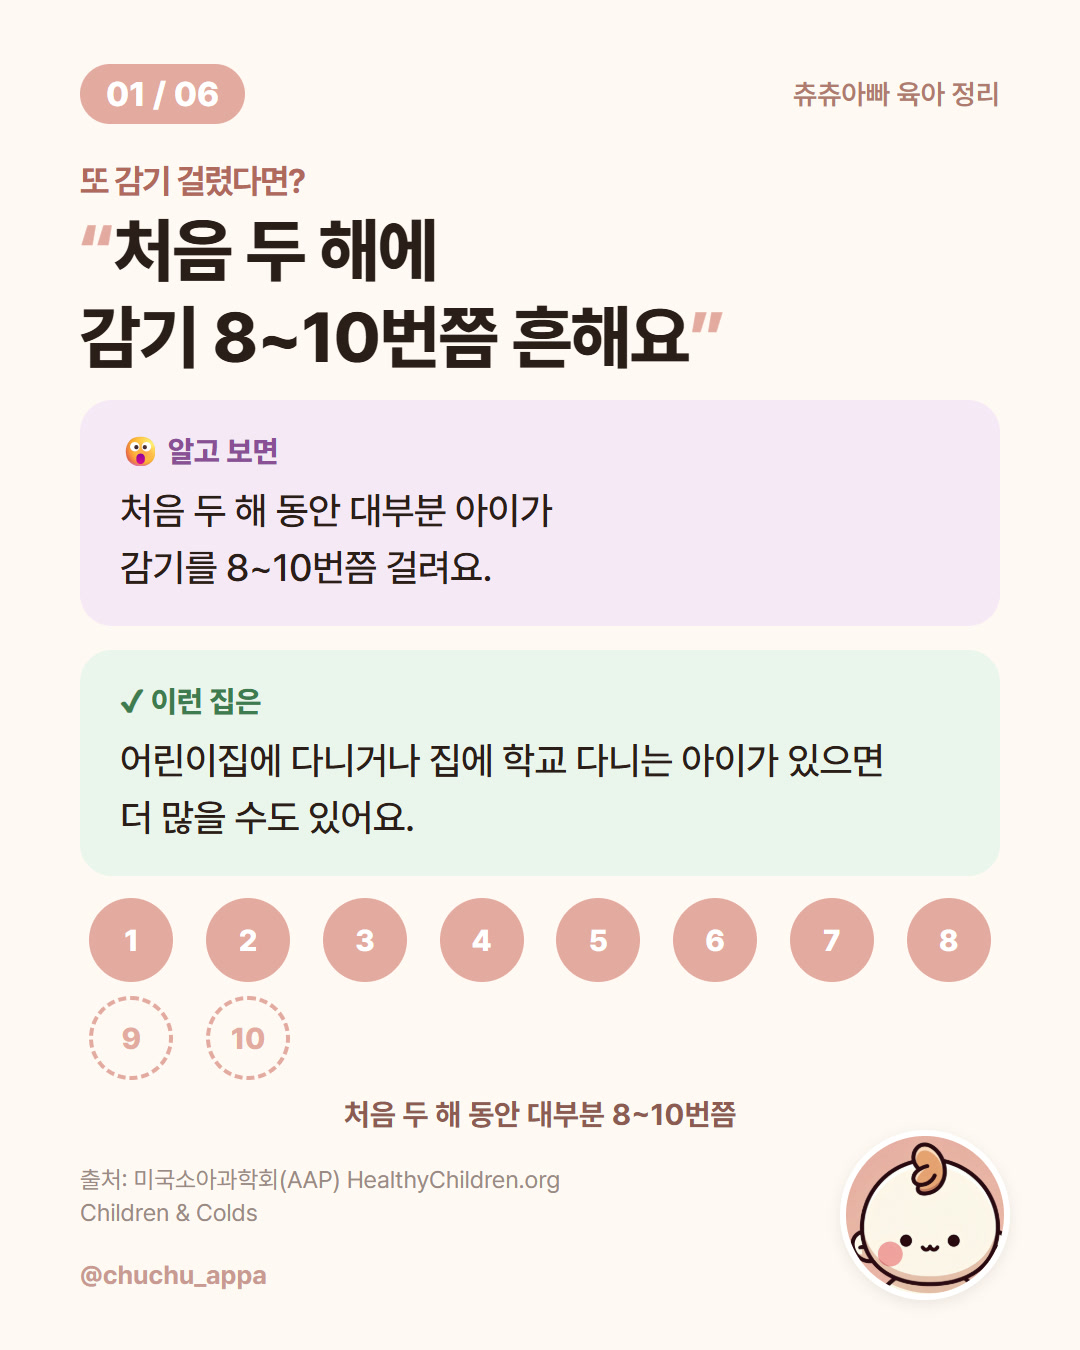 01 / 06
츄츄아빠 육아 정리
또 감기 걸렸다면?
“처음 두 해에
감기 8~10번쯤 흔해요”
알고 보면
처음 두 해 동안 대부분 아이가
감기를 8~10번쯤 걸려요.
✓ 이런 집은
어린이집에 다니거나 집에 학교 다니는 아이가 있으면
더 많을 수도 있어요.
1 2 3 4 5 6 7 8
9 10
처음 두 해 동안 대부분 8~10번쯤
출처: 미국소아과학회(AAP) HealthyChildren.org
Children & Colds
@chuchu_appa